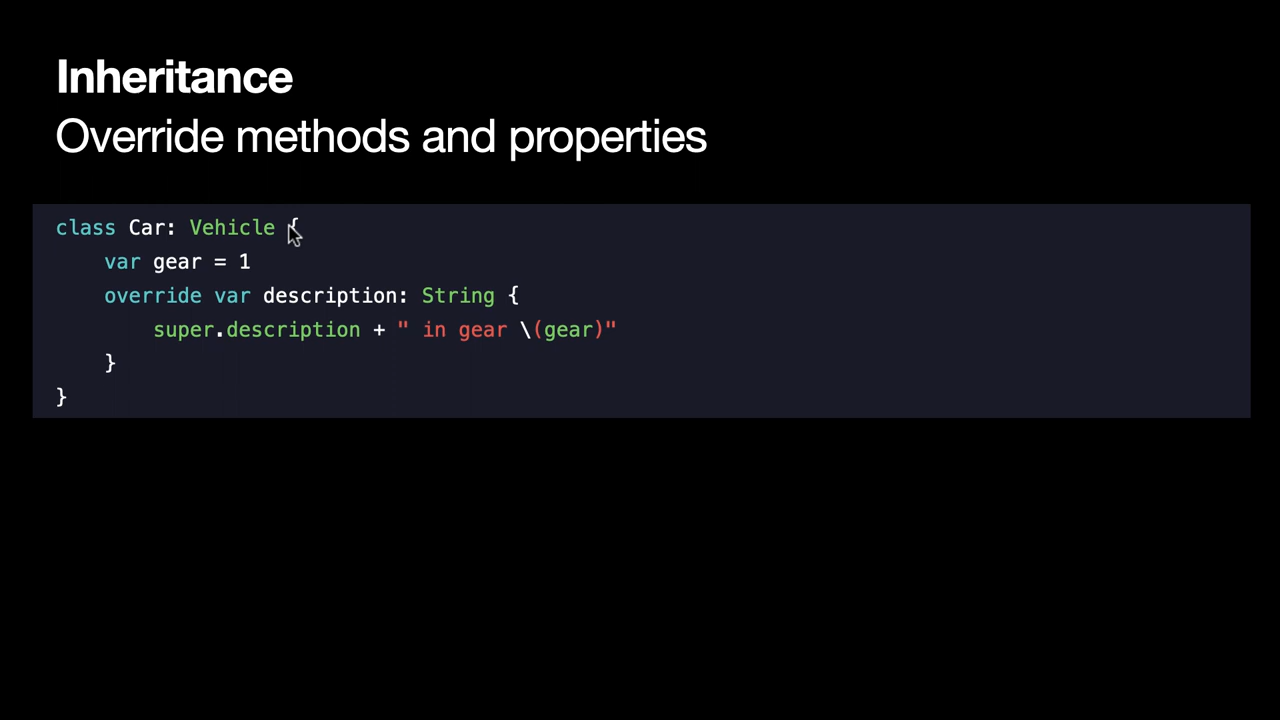 Inheritance
Override methods and properties
class Car: Vehicle {
    var gear = 1
    override var description: String {
        super.description + " in gear \(gear)"
    }
}